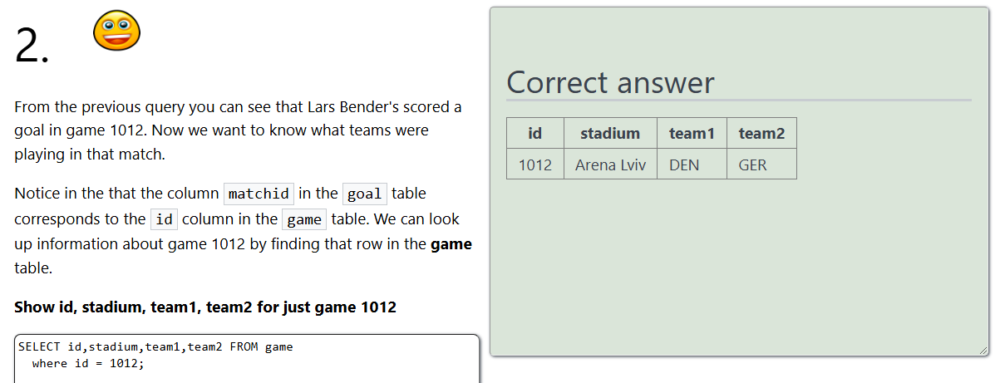 2.
From the previous query you can see that Lars Bender's scored a
goal in game 1012. Now we want to know what teams were
playing in that match.
Notice in the that the column matchid in the goal table
corresponds to the id column in the game table. We can look
up information about game 1012 by finding that row in the game
table.
Show id, stadium, team1, team2 for just game 1012
SELECT id,stadium,team1,team2 FROM game
where id = 1012;
Correct answer
id stadium team1 team2
1012 Arena Lviv DEN GER